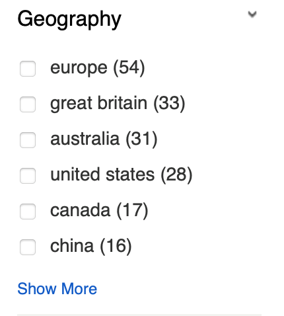 Geography
europe (54)
great britain (33)
australia (31)
united states (28)
canada (17)
china (16)
Show More